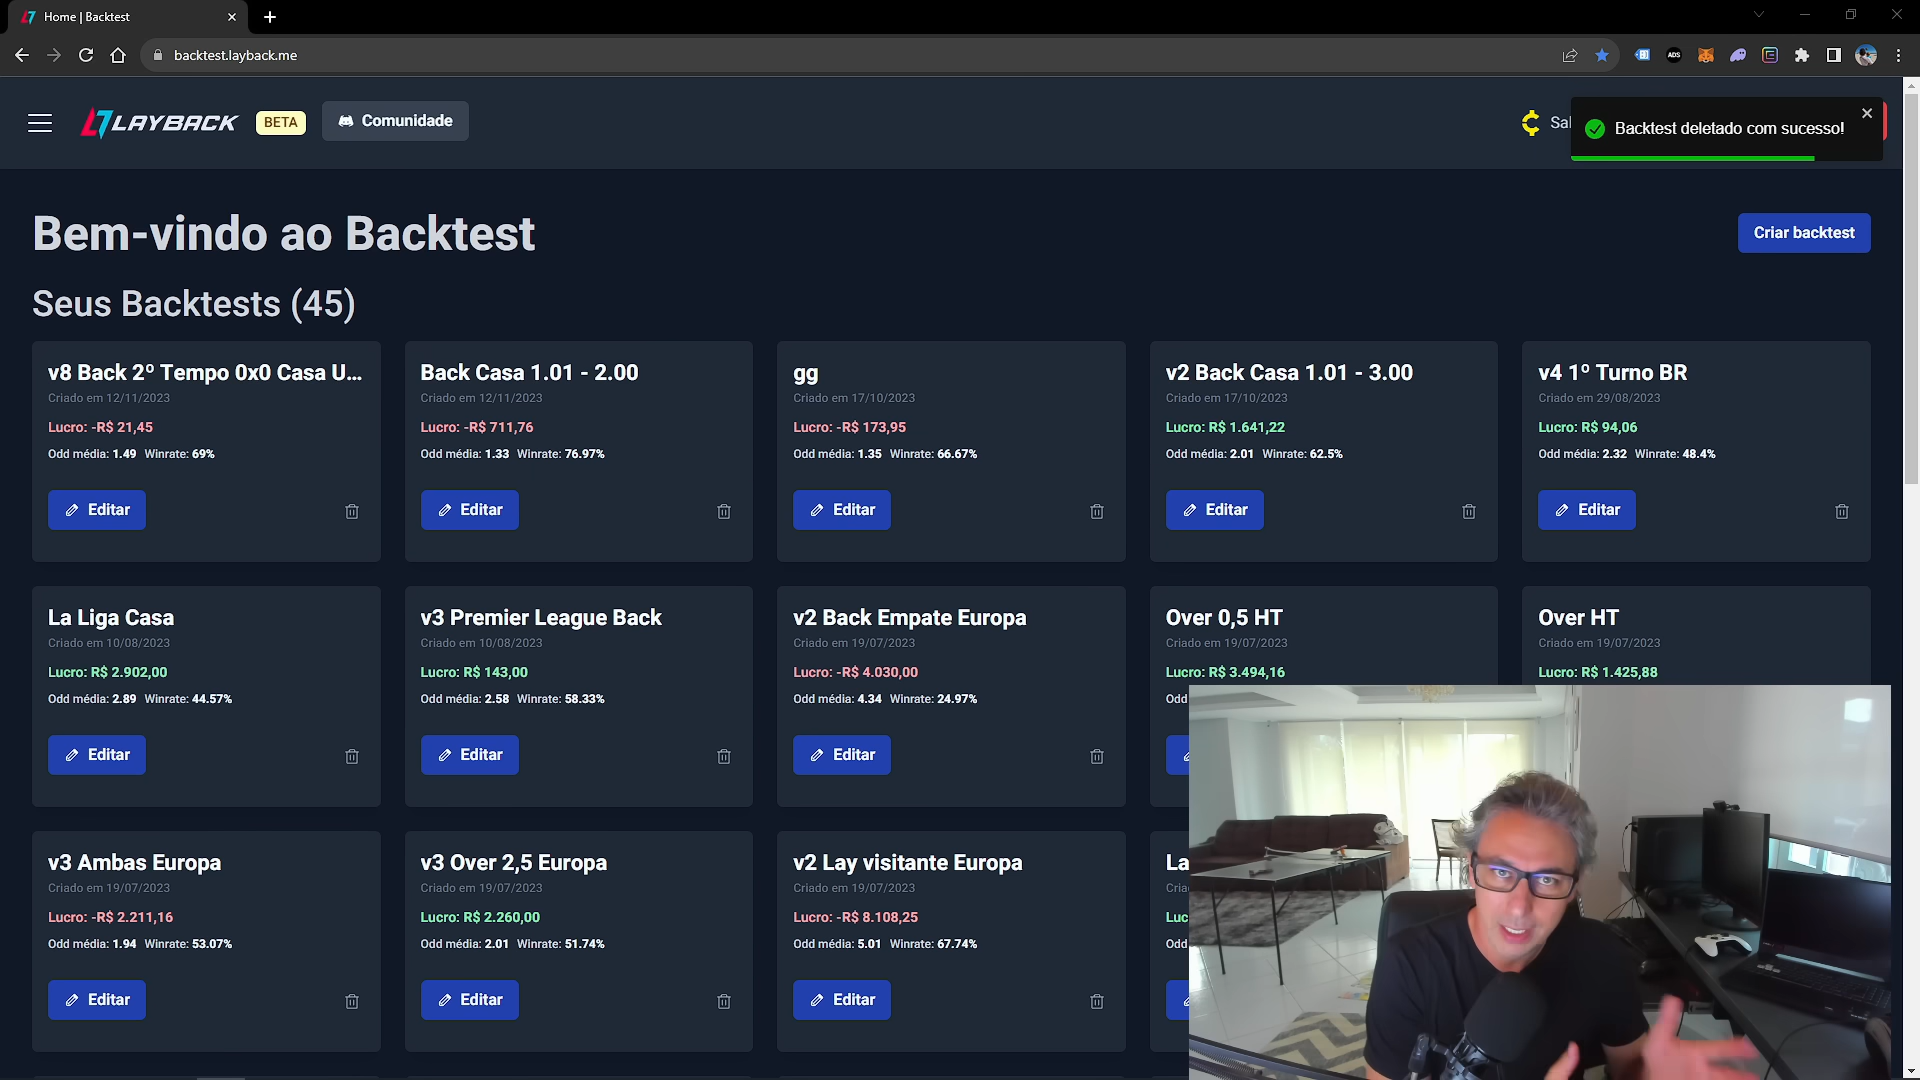 Home | Backtest
backtest.layback.me
ADS
LAYBACK
BETA
Comunidade
Backtest deletado com sucesso!
Bem-vindo ao Backtest
Criar backtest
Seus Backtests (45)
v8 Back 2º Tempo 0x0 Casa U...
Criado em 12/11/2023
Lucro: -R$ 21,45
Odd média: 1.49 Winrate: 69%
Editar
Back Casa 1.01 - 2.00
Criado em 12/11/2023
Lucro: -R$ 711,76
Odd média: 1.33 Winrate: 76.97%
Editar
gg
Criado em 17/10/2023
Lucro: -R$ 173,95
Odd média: 1.35 Winrate: 66.67%
Editar
v2 Back Casa 1.01 - 3.00
Criado em 17/10/2023
Lucro: R$ 1.641,22
Odd média: 2.01 Winrate: 62.5%
Editar
v4 1º Turno BR
Criado em 29/08/2023
Lucro: R$ 94,06
Odd média: 2.32 Winrate: 48.4%
Editar
La Liga Casa
Criado em 10/08/2023
Lucro: R$ 2.902,00
Odd média: 2.89 Winrate: 44.57%
Editar
v3 Premier League Back
Criado em 10/08/2023
Lucro: R$ 143,00
Odd média: 2.58 Winrate: 58.33%
Editar
v2 Back Empate Europa
Criado em 19/07/2023
Lucro: -R$ 4.030,00
Odd média: 4.34 Winrate: 24.97%
Editar
Over 0,5 HT
Criado em 19/07/2023
Lucro: R$ 3.494,16
Odd
Over HT
Criado em 19/07/2023
Lucro: R$ 1.425,88
v3 Ambas Europa
Criado em 19/07/2023
Lucro: -R$ 2.211,16
Odd média: 1.94 Winrate: 53.07%
Editar
v3 Over 2,5 Europa
Criado em 19/07/2023
Lucro: R$ 2.260,00
Odd média: 2.01 Winrate: 51.74%
Editar
v2 Lay visitante Europa
Criado em 19/07/2023
Lucro: -R$ 8.108,25
Odd média: 5.01 Winrate: 67.74%
Editar
Odd